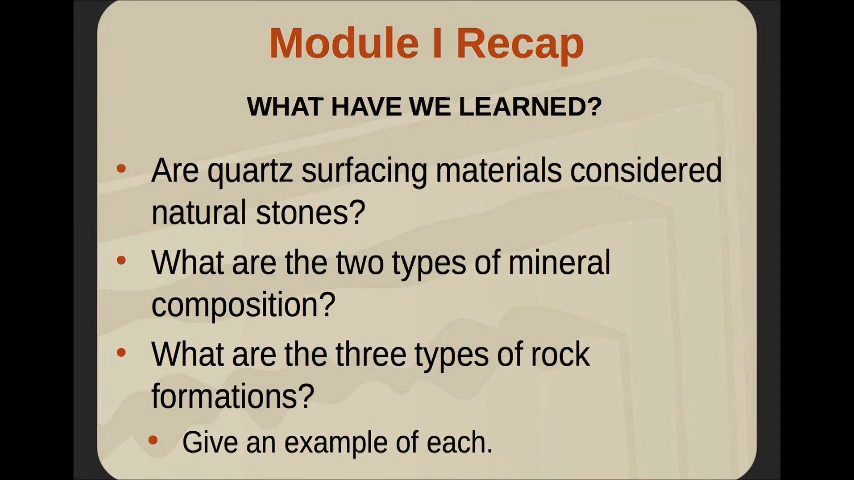 Module I Recap
WHAT HAVE WE LEARNED?
• Are quartz surfacing materials considered
natural stones?
• What are the two types of mineral
composition?
• What are the three types of rock
formations?
• Give an example of each.